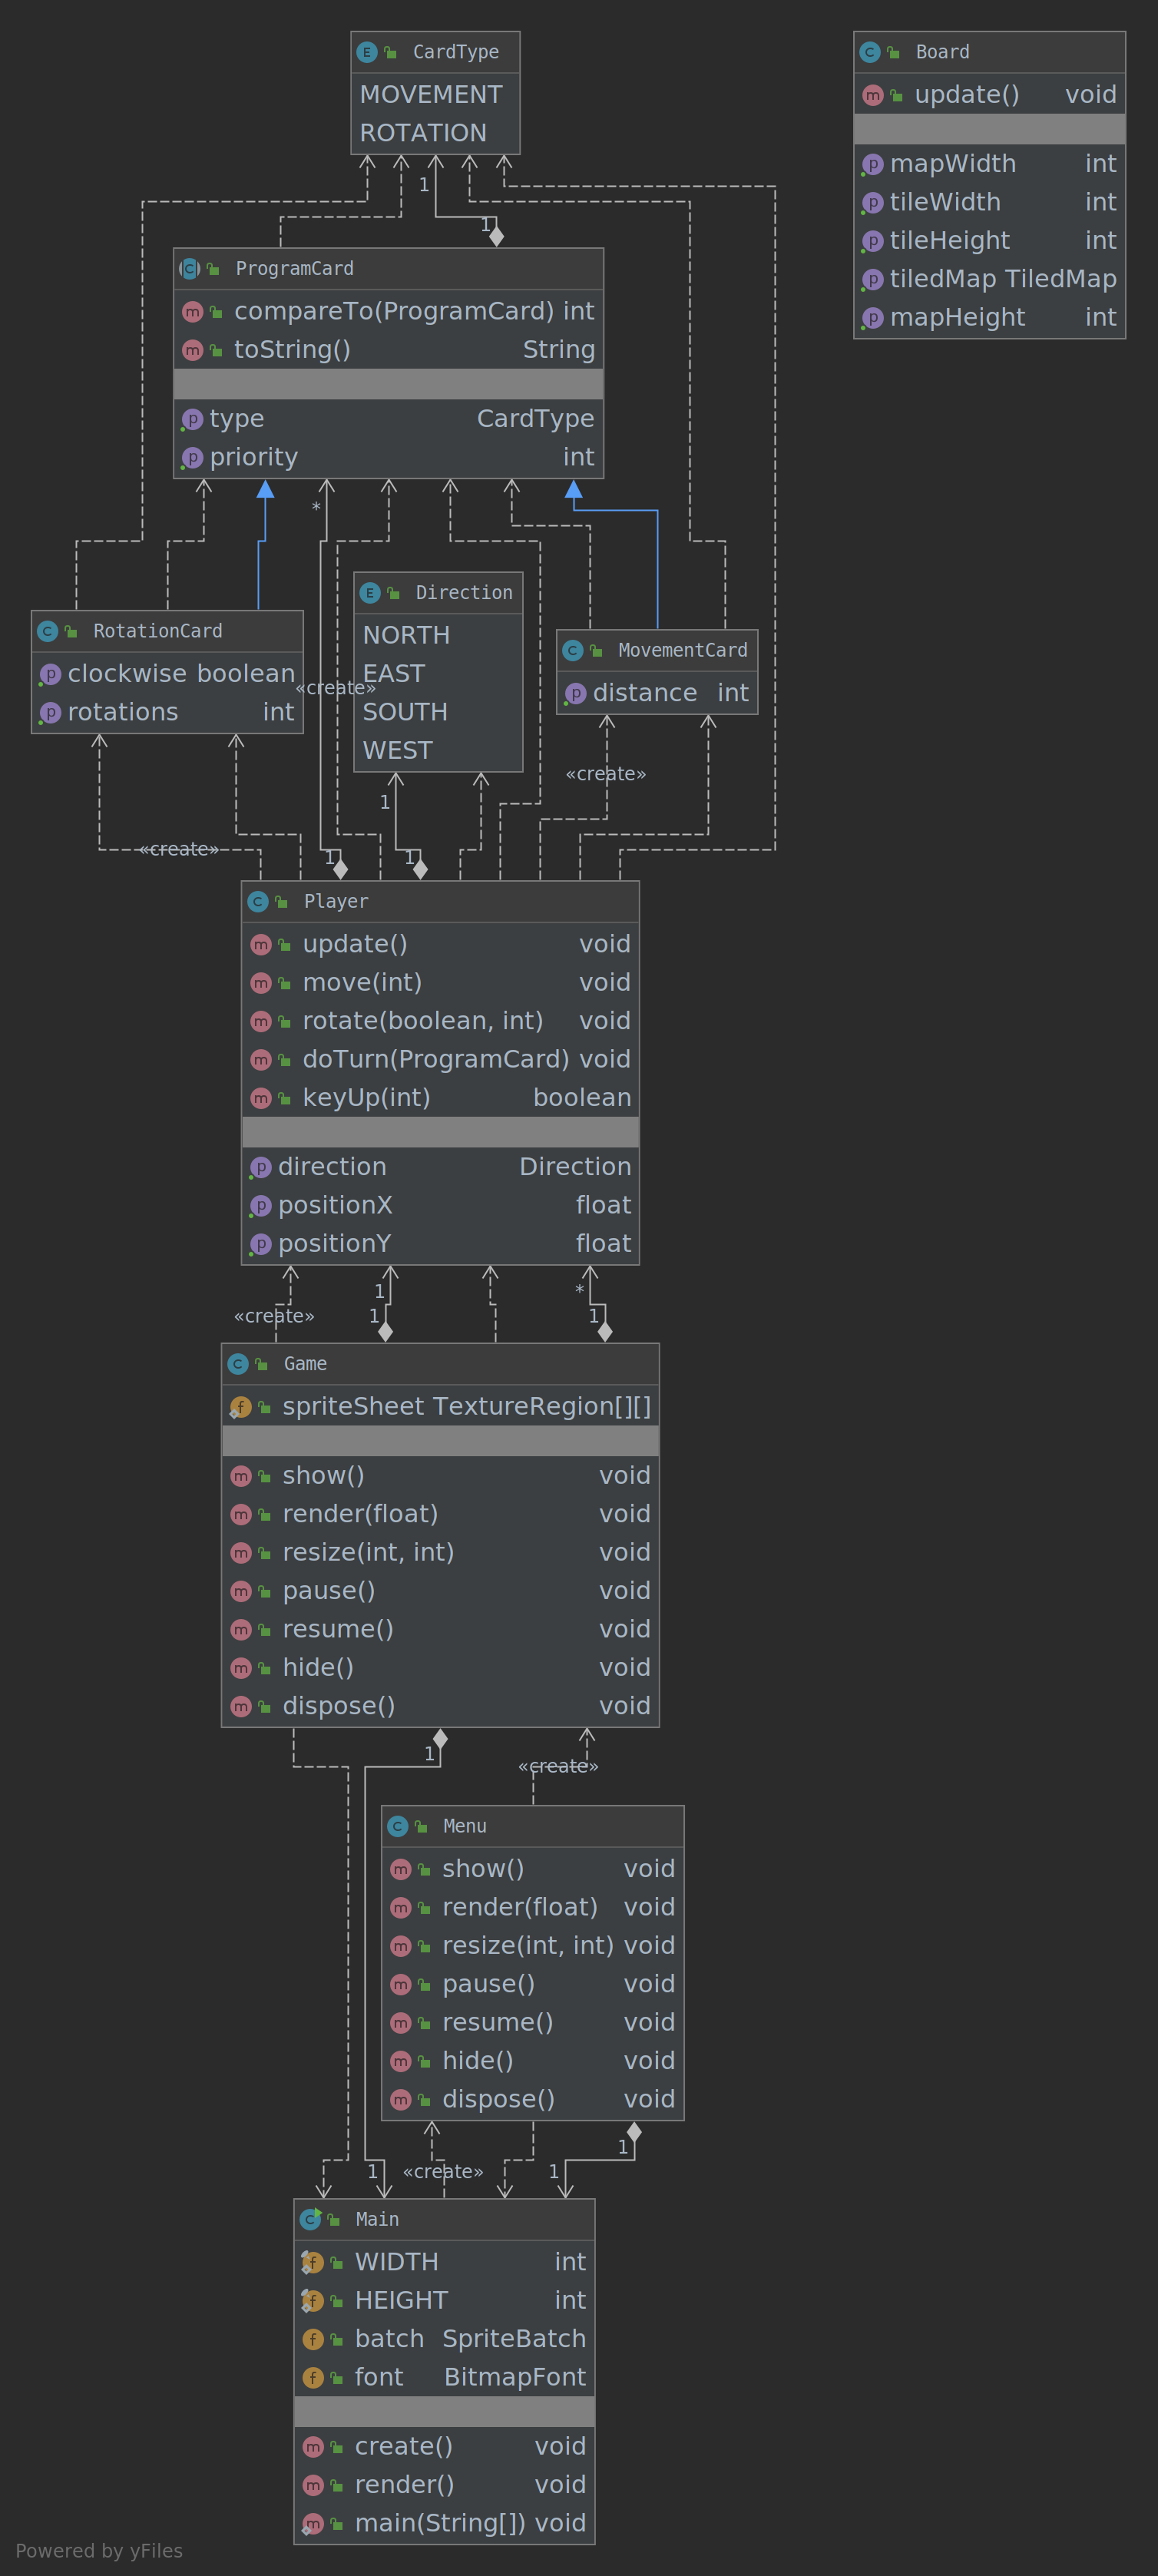 CardType
MOVEMENT
ROTATION
Board
update() void
mapWidth int
tileWidth int
tileHeight int
tiledMap TiledMap
mapHeight int
1
1
ProgramCard
compareTo(ProgramCard) int
toString() String
type CardType
priority int
*
Direction
NORTH
EAST
SOUTH
WEST
RotationCard
clockwise boolean
rotations int
«create»
MovementCard
distance int
«create»
1
«create»
1
1
Player
update() void
move(int) void
rotate(boolean, int) void
doTurn(ProgramCard) void
keyUp(int) boolean
direction Direction
positionX float
positionY float
1
*
«create»
1
1
Game
spriteSheet TextureRegion[][]
show() void
render(float) void
resize(int, int) void
pause() void
resume() void
hide() void
dispose() void
1
«create»
Menu
show() void
render(float) void
resize(int, int) void
pause() void
resume() void
hide() void
dispose() void
1
1
«create»
1
Main
WIDTH int
HEIGHT int
batch SpriteBatch
font BitmapFont
create() void
render() void
main(String[]) void
Powered by yFiles